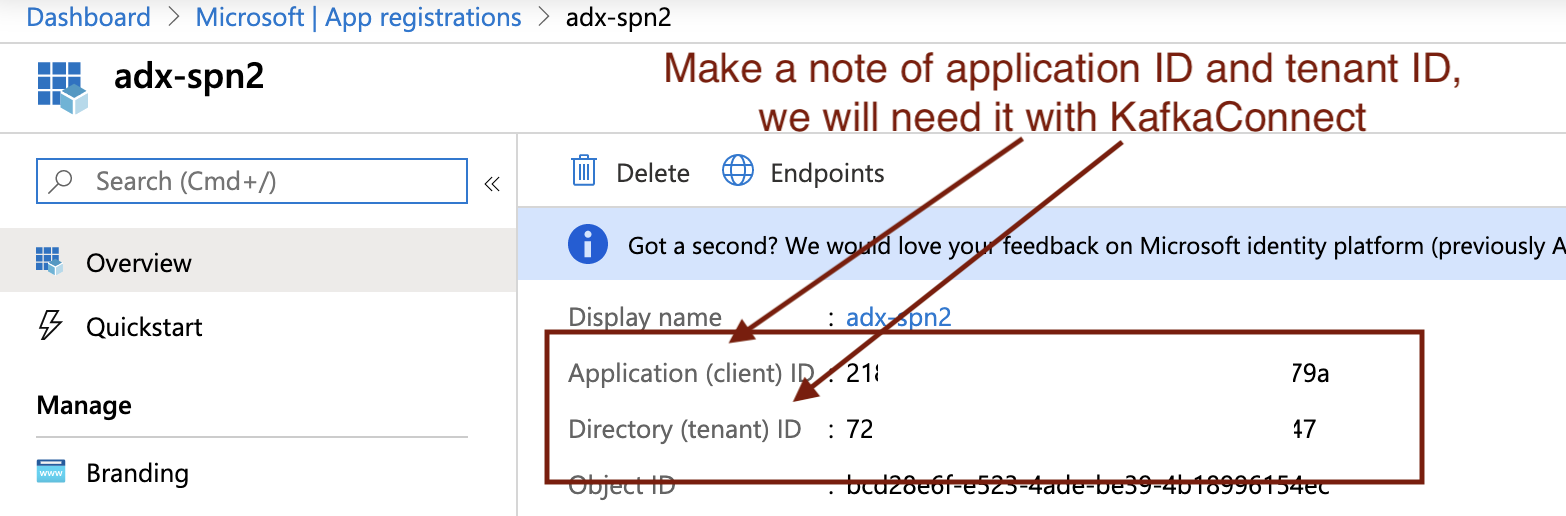 Dashboard > Microsoft | App registrations > adx-spn2
adx-spn2
Make a note of application ID and tenant ID,
we will need it with KafkaConnect
Search (Cmd+/)
«
Delete
Endpoints
Got a second? We would love your feedback on Microsoft identity platform (previously A
Overview
Quickstart
Manage
Branding
www
Display name : adx-spn2
Application (client) ID : 218 79a
Directory (tenant) ID : 72 47
Object ID : bcd28e6f-e523-4ade-be39-4b18996154ec